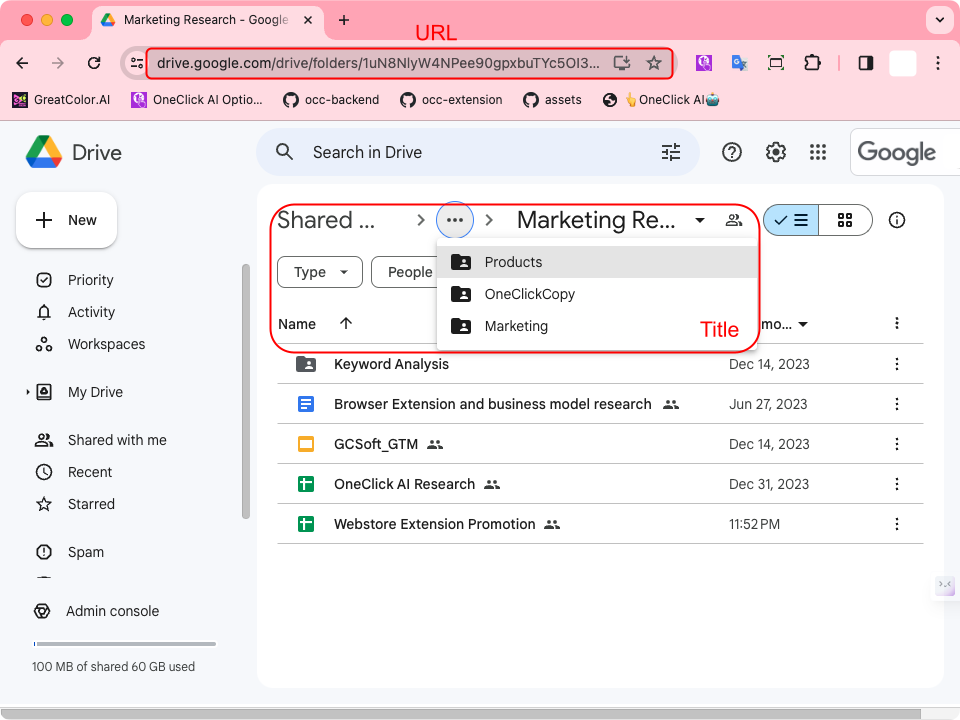 Marketing Research - Google
URL
drive.google.com/drive/folders/1uN8NlyW4NPee90gpxbuTYc5OI3...
GreatColor.AI
OneClick AI Optio...
occ-backend
occ-extension
assets
👆OneClick AI🤖
Drive
Search in Drive
Google
New
Shared ...
Marketing Re...
Type
People
Products
OneClickCopy
Marketing
Title
Name
mo...
Priority
Activity
Workspaces
My Drive
Shared with me
Recent
Starred
Spam
Admin console
100 MB of shared 60 GB used
Keyword Analysis
Dec 14, 2023
Browser Extension and business model research
Jun 27, 2023
GCSoft_GTM
Dec 14, 2023
OneClick AI Research
Dec 31, 2023
Webstore Extension Promotion
11:52 PM